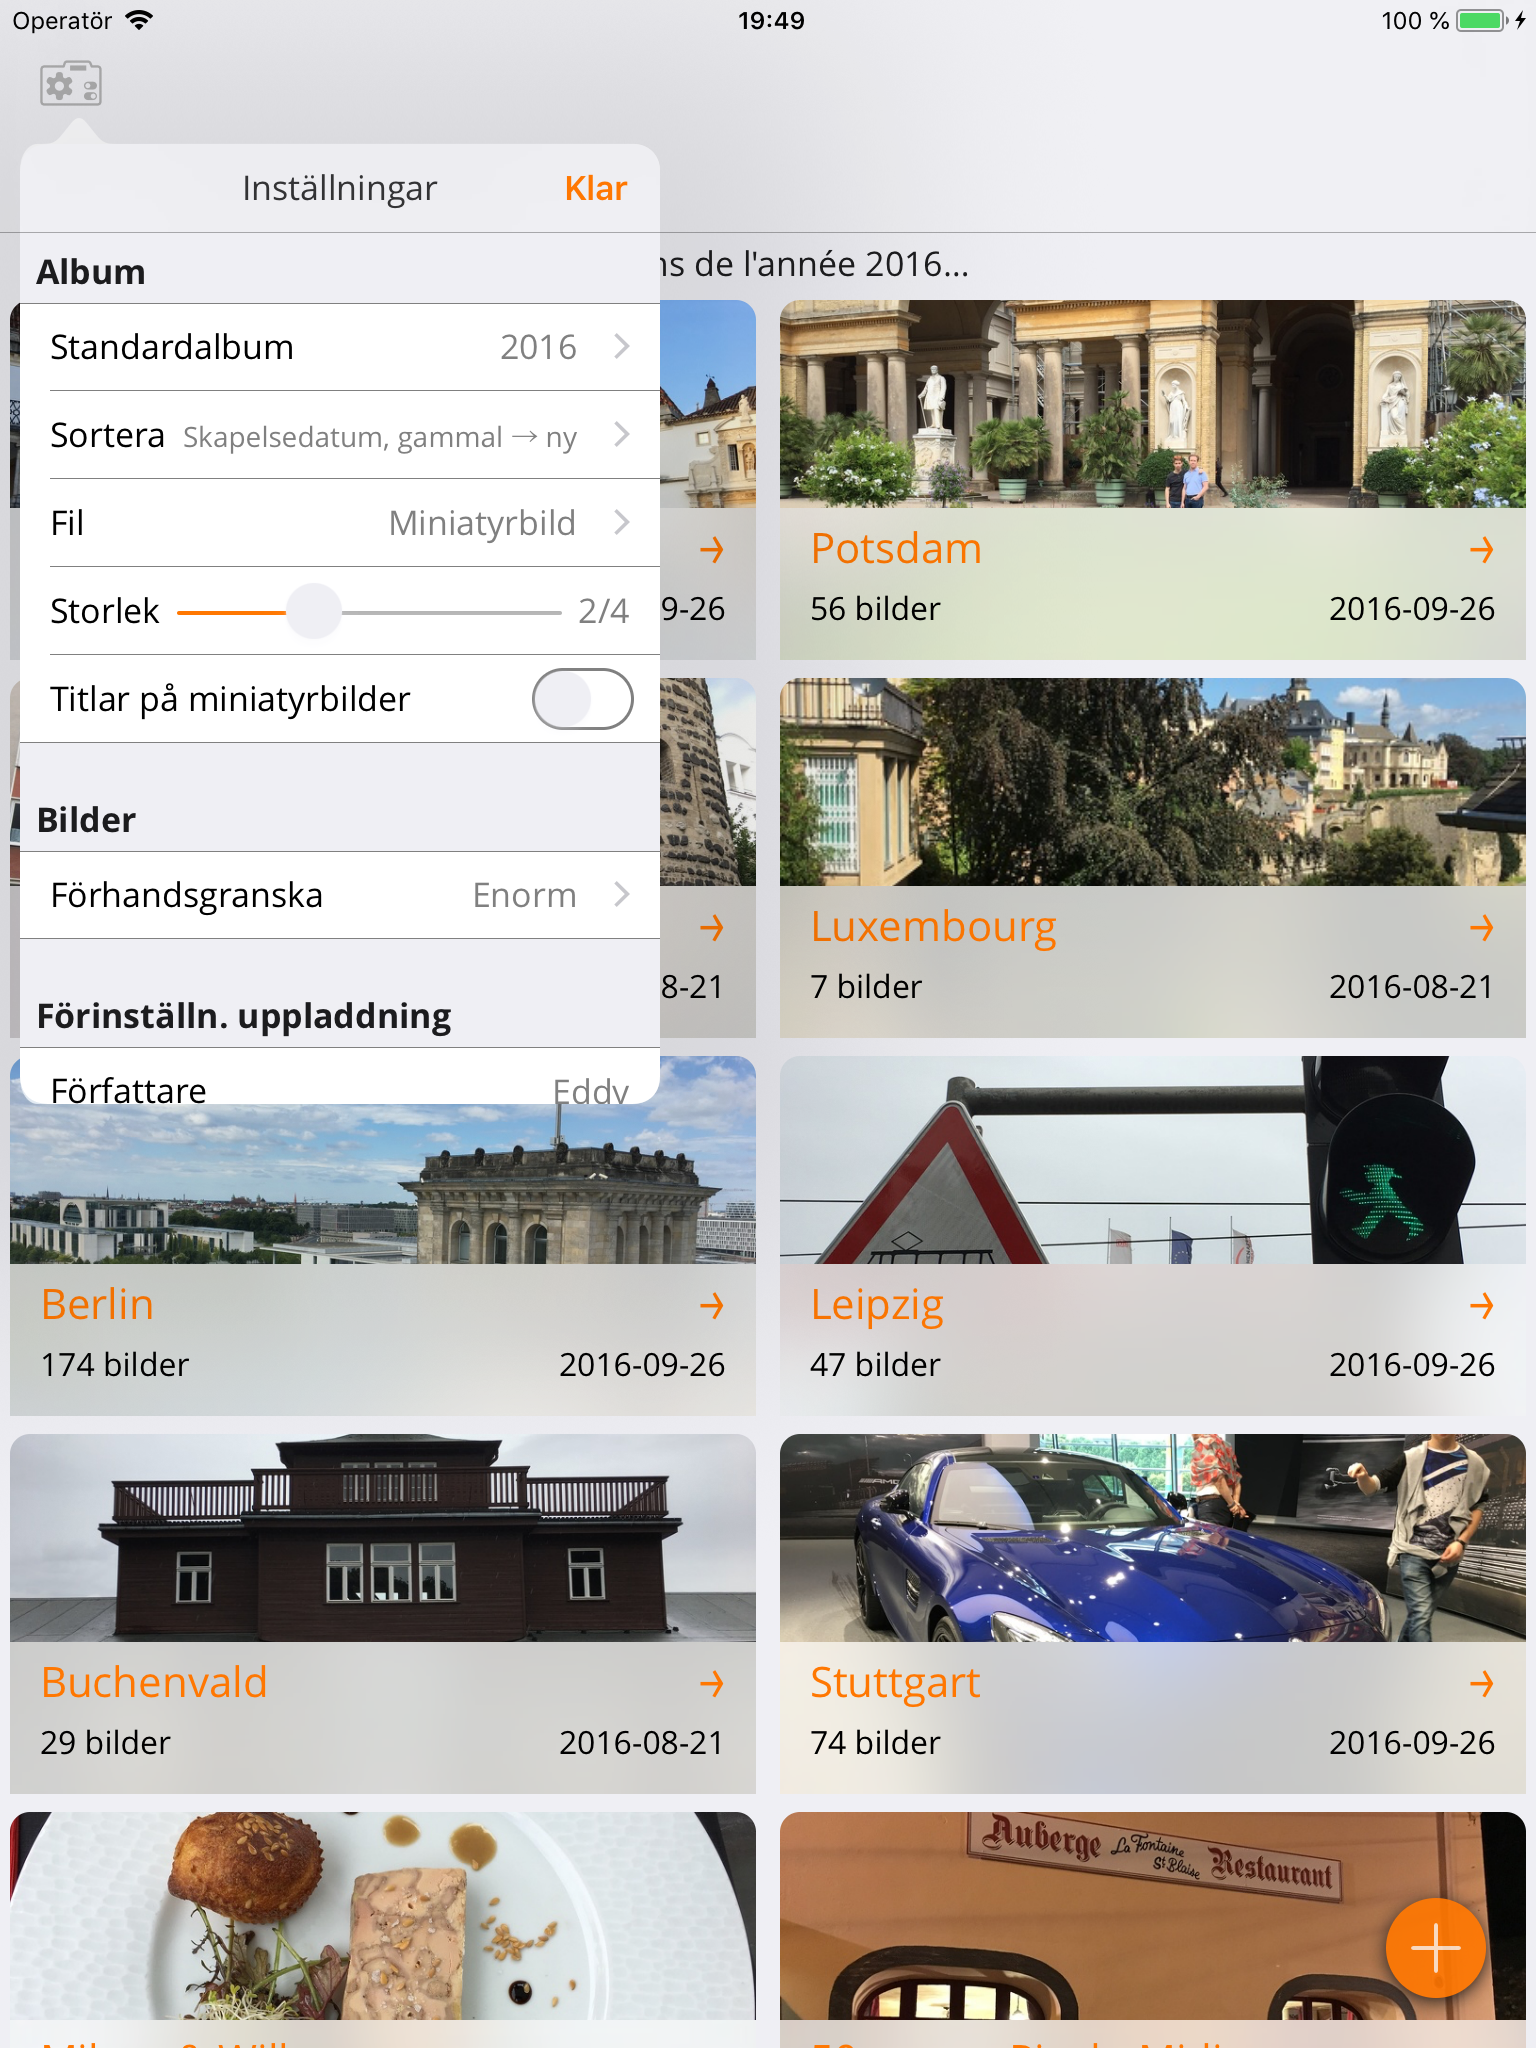 Operatör 19:49 100 %
Inställningar Klar
ns de l'année 2016...
Album
Standardalbum 2016
Sortera Skapelsedatum, gammal → ny
Fil Miniatyrbild
Storlek 2/4
Titlar på miniatyrbilder
Bilder
Förhandsgranska Enorm
Förinställn. uppladdning
Författare Eddy
→
9-26
Potsdam →
56 bilder 2016-09-26
→
8-21
Luxembourg →
7 bilder 2016-08-21
Berlin →
174 bilder 2016-09-26
Leipzig →
47 bilder 2016-09-26
Buchenvald →
29 bilder 2016-08-21
AMG
Stuttgart →
74 bilder 2016-09-26
Auberge La Fontaine St Blaise Restaurant